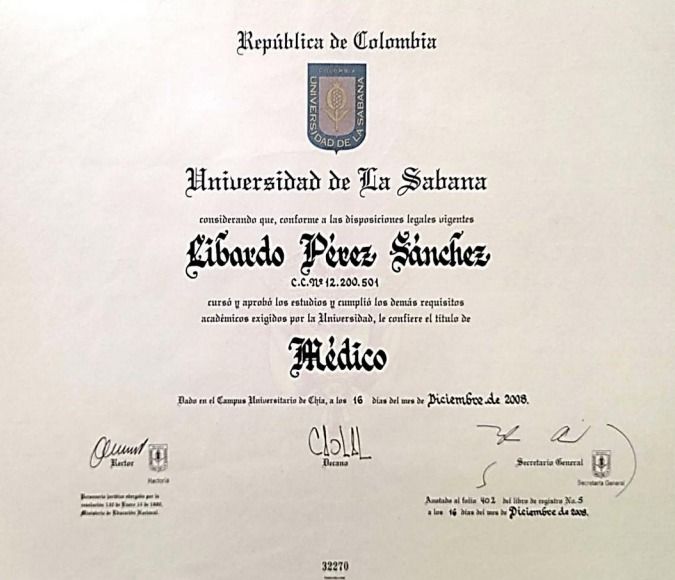 República de Colombia
COLOMBIA
UNIVERSIDAD DE LA SABANA
Universidad de La Sabana
considerando que, conforme a las disposiciones legales vigentes
Libardo Pérez Sánchez
C.C.Nº 12.200.501
cursó y aprobó los estudios y cumplió los demás requisitos
académicos exigidos por la Universidad, le confiere el título de
Médico
Dado en el Campus Universitario de Chía, a los 16 días del mes de Diciembre de 2008.
Rector
Rectoría
Decano
Secretario General
Secretaría General
Personería jurídica otorgada por la
resolución 130 de Enero 14 de 1980,
Ministerio de Educación Nacional.
Anotado al folio 402 del libro de registro No. 5
a los 16 días del mes de Diciembre de 2008.
32270